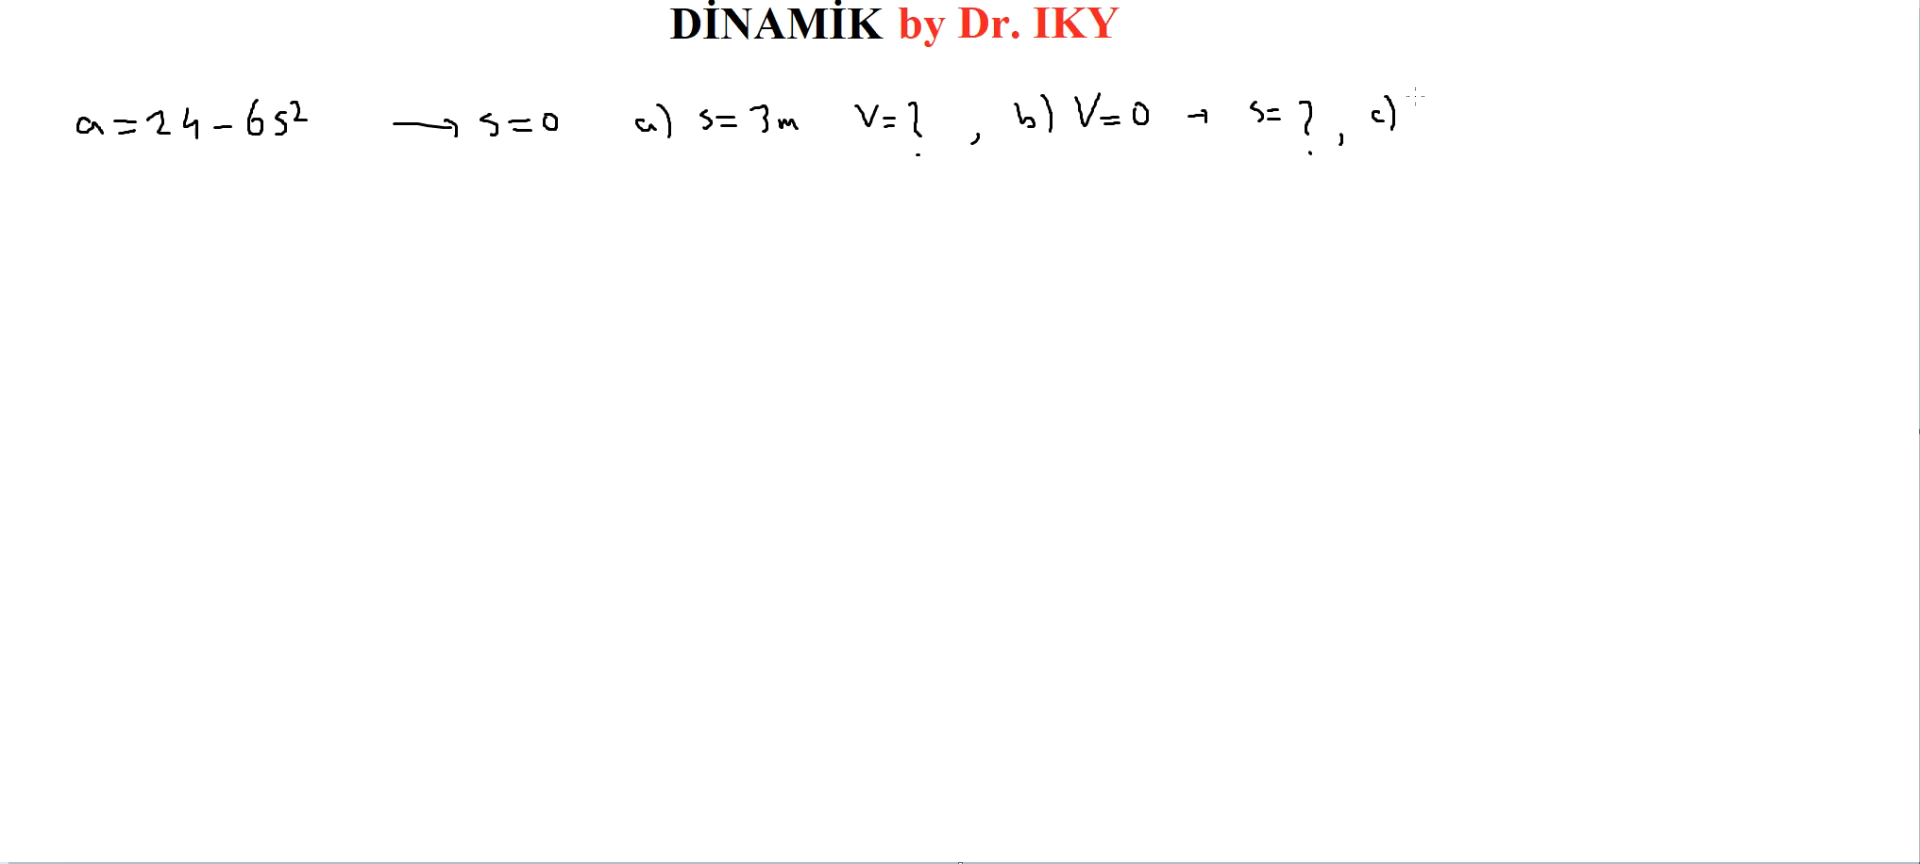 DİNAMİK by Dr. IKY
a = 24 - 6s² → s = 0 a) s = 3m V = ? , b) V = 0 → s = ? , c)